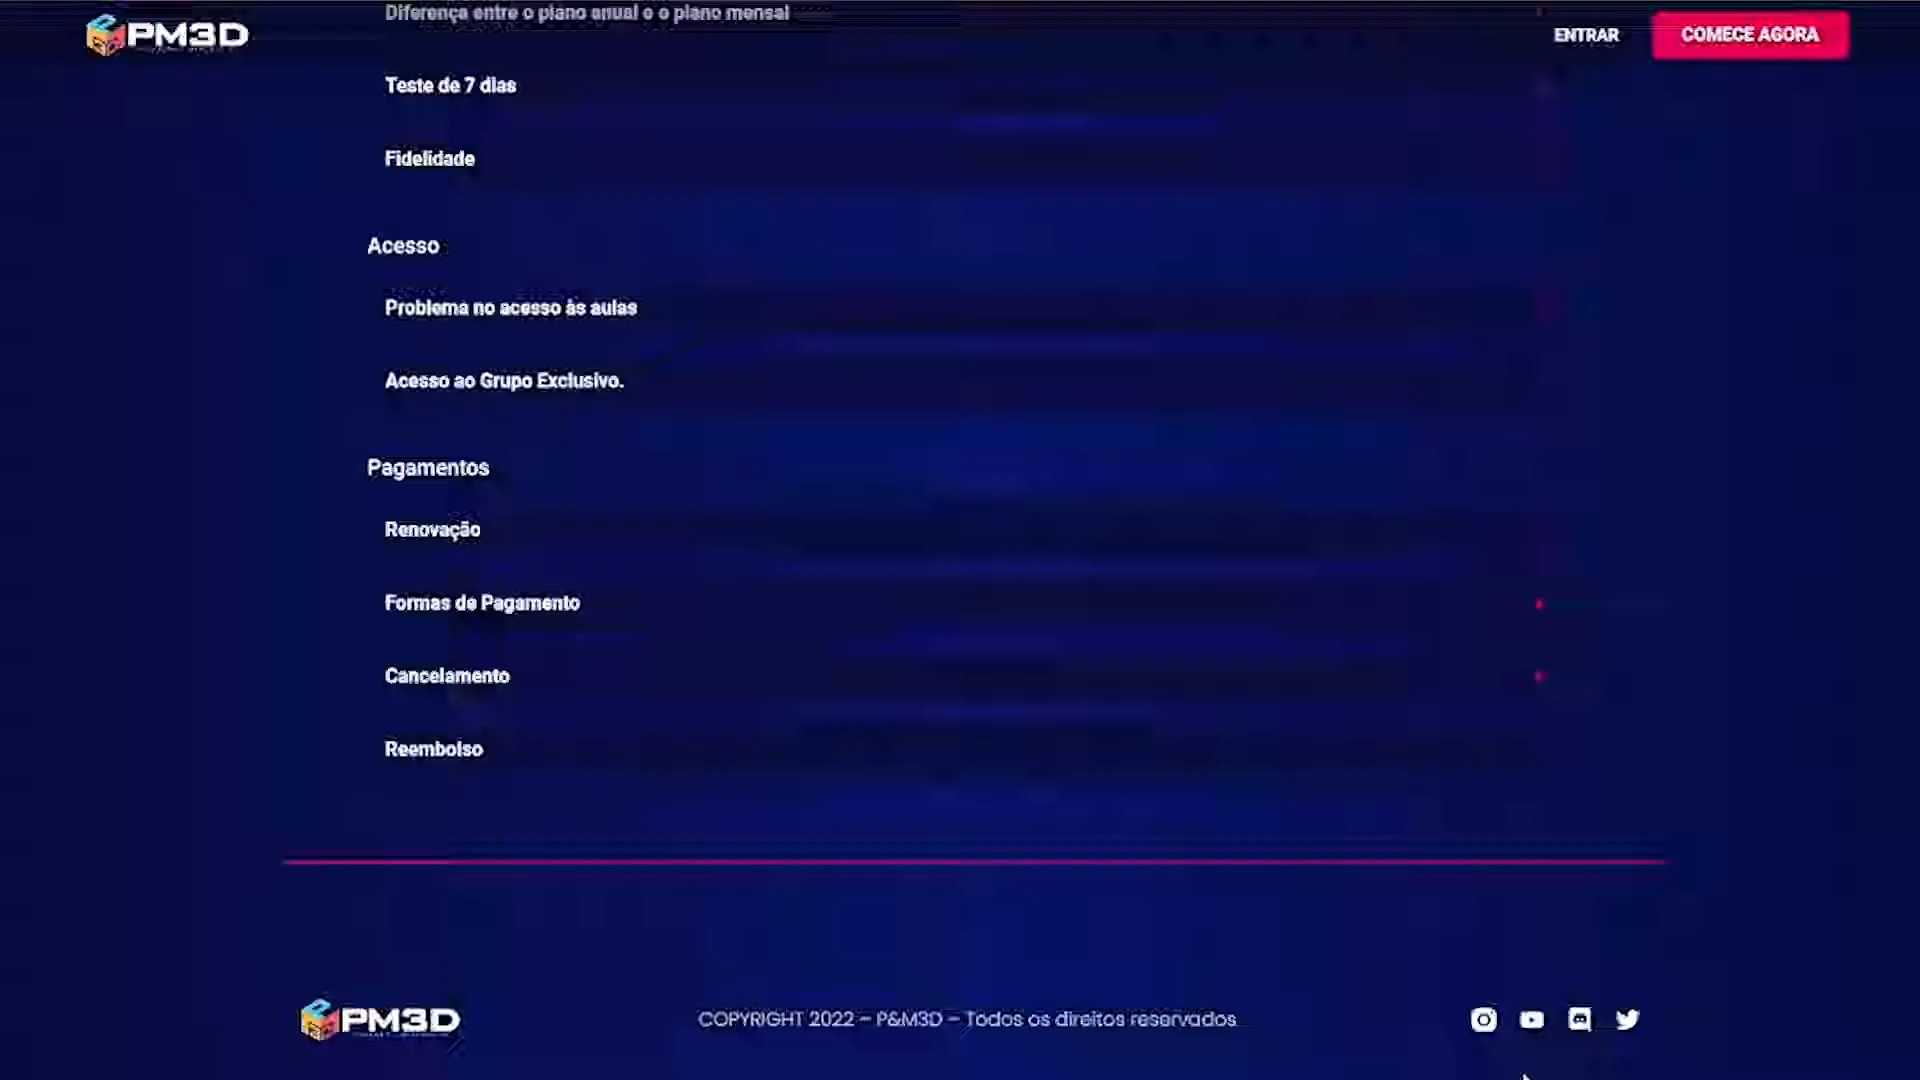 Diferença entre o plano anual e o plano mensal
PM3D
ENTRAR
COMECE AGORA
Teste de 7 dias
Fidelidade
Acesso
Problema no acesso às aulas
Acesso ao Grupo Exclusivo.
Pagamentos
Renovação
Formas de Pagamento
Cancelamento
Reembolso
PM3D
COPYRIGHT 2022 – P&M3D – Todos os direitos reservados